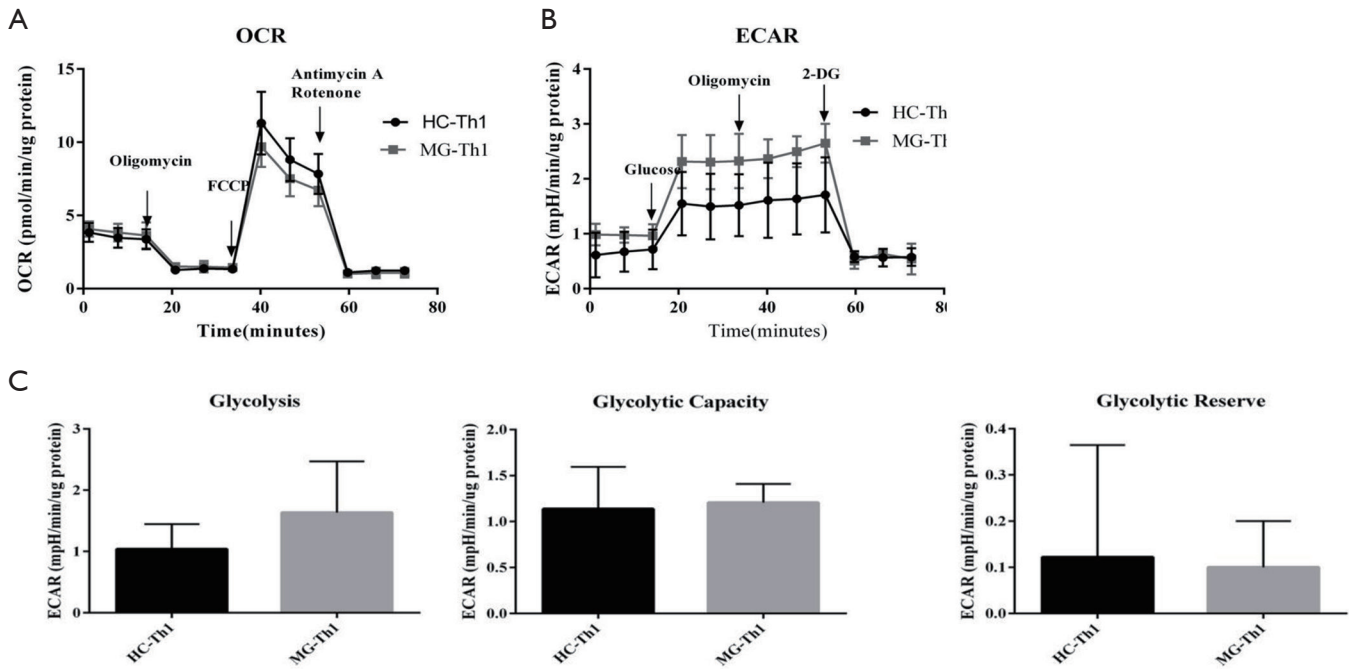 A
OCR
OCR (pmol/min/ug protein)
15
10
5
0
0 20 40 60 80
Time(minutes)
Oligomycin
FCCP
Antimycin A
Rotenone
HC-Th1
MG-Th1
B
ECAR
ECAR (mpH/min/ug protein)
4
3
2
1
0
0 20 40 60 80
Time(minutes)
Glucose
Oligomycin
2-DG
HC-Th
MG-Th
C
Glycolysis
ECAR (mpH/min/ug protein)
3
2
1
0
HC-Th1
MG-Th1
Glycolytic Capacity
ECAR (mpH/min/ug protein)
2.0
1.5
1.0
0.5
0.0
HC-Th1
MG-Th1
Glycolytic Reserve
ECAR (mpH/min/ug protein)
0.4
0.3
0.2
0.1
0.0
HC-Th1
MG-Th1